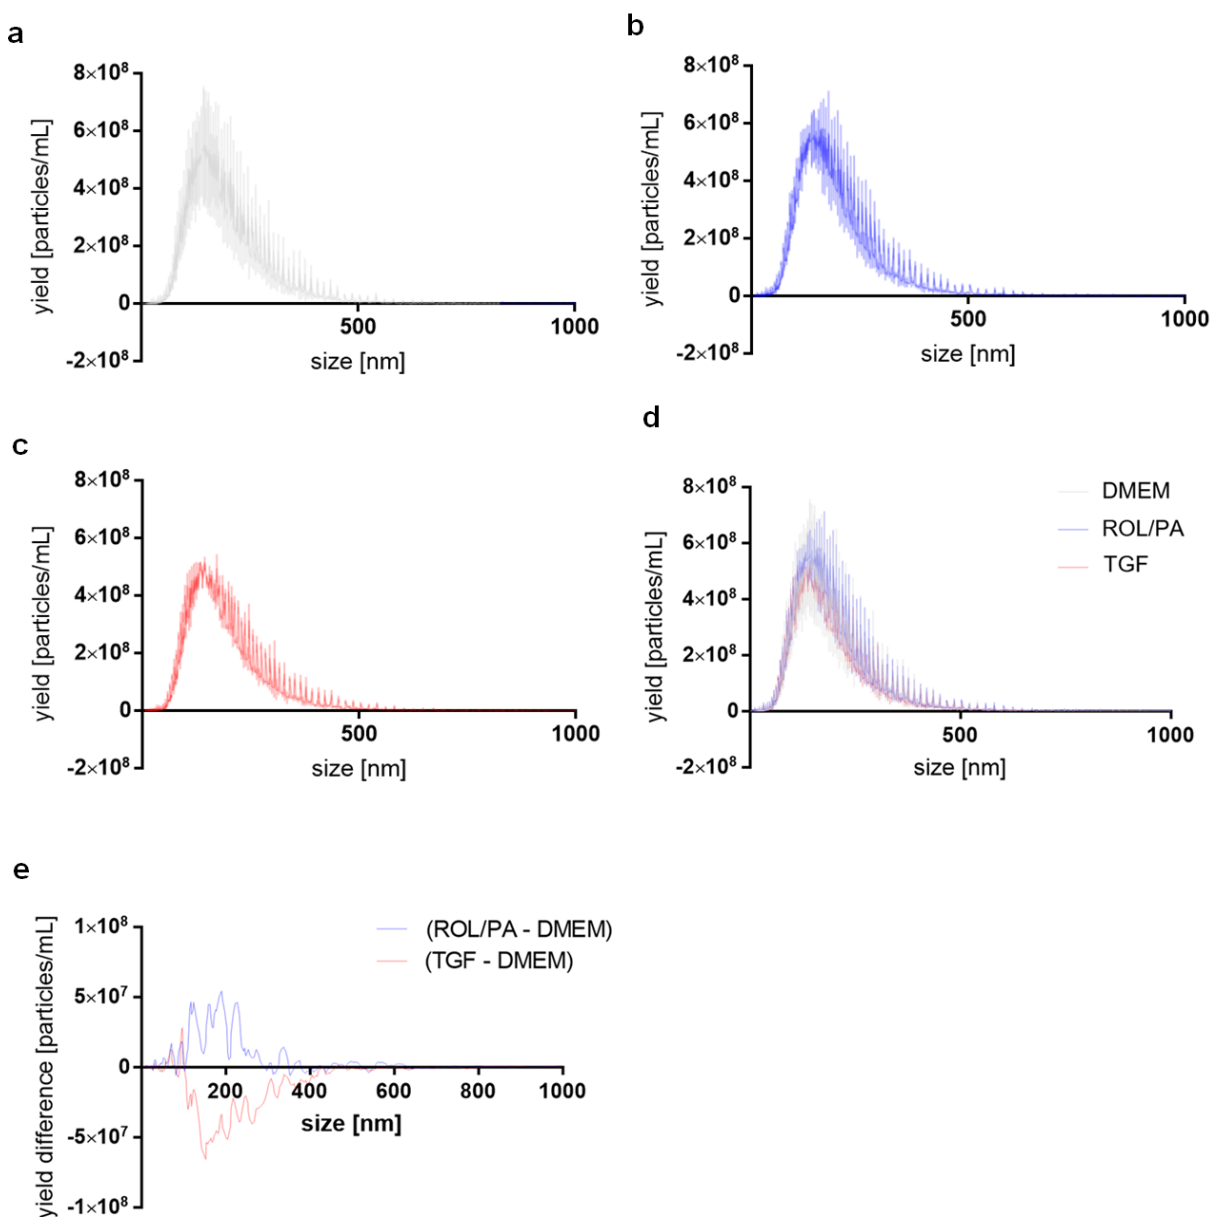 a
yield [particles/mL]
8×10⁸
6×10⁸
4×10⁸
2×10⁸
0
-2×10⁸
500
1000
size [nm]
b
yield [particles/mL]
8×10⁸
6×10⁸
4×10⁸
2×10⁸
0
-2×10⁸
500
1000
size [nm]
c
yield [particles/mL]
8×10⁸
6×10⁸
4×10⁸
2×10⁸
0
-2×10⁸
500
1000
size [nm]
d
yield [particles/mL]
8×10⁸
6×10⁸
4×10⁸
2×10⁸
0
-2×10⁸
500
1000
size [nm]
DMEM
ROL/PA
TGF
e
yield difference [particles/mL]
1×10⁸
5×10⁷
0
-5×10⁷
-1×10⁸
200
400
600
800
1000
size [nm]
(ROL/PA - DMEM)
(TGF - DMEM)